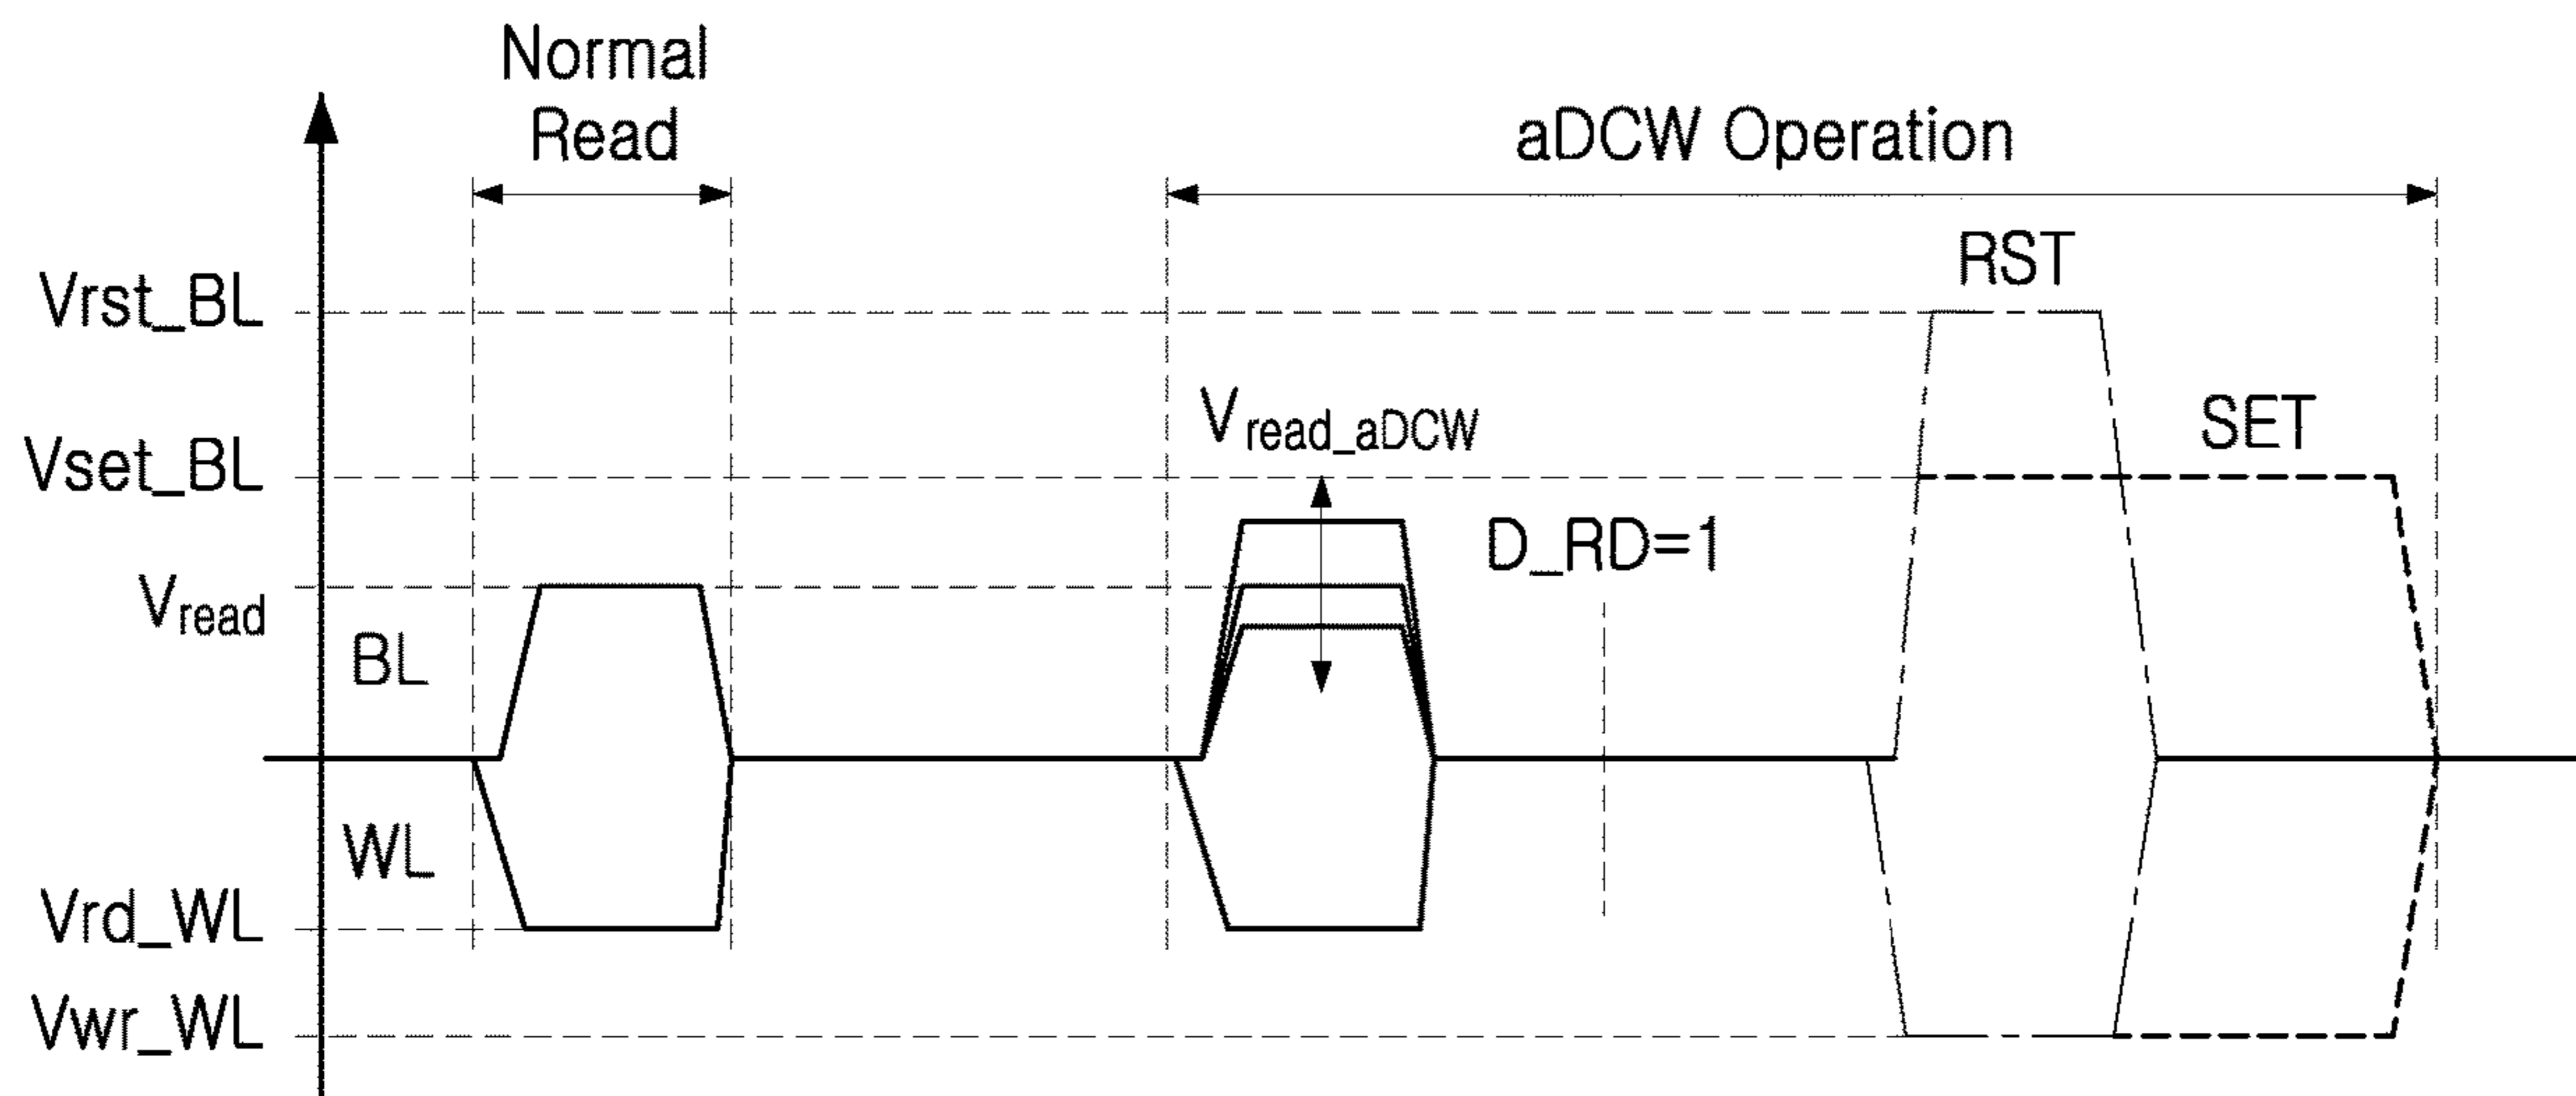 Normal
Read
aDCW Operation
RST
Vrst_BL
SET
Vread_aDCW
Vset_BL
D_RD=1
Vread
BL
WL
Vrd_WL
Vwr_WL